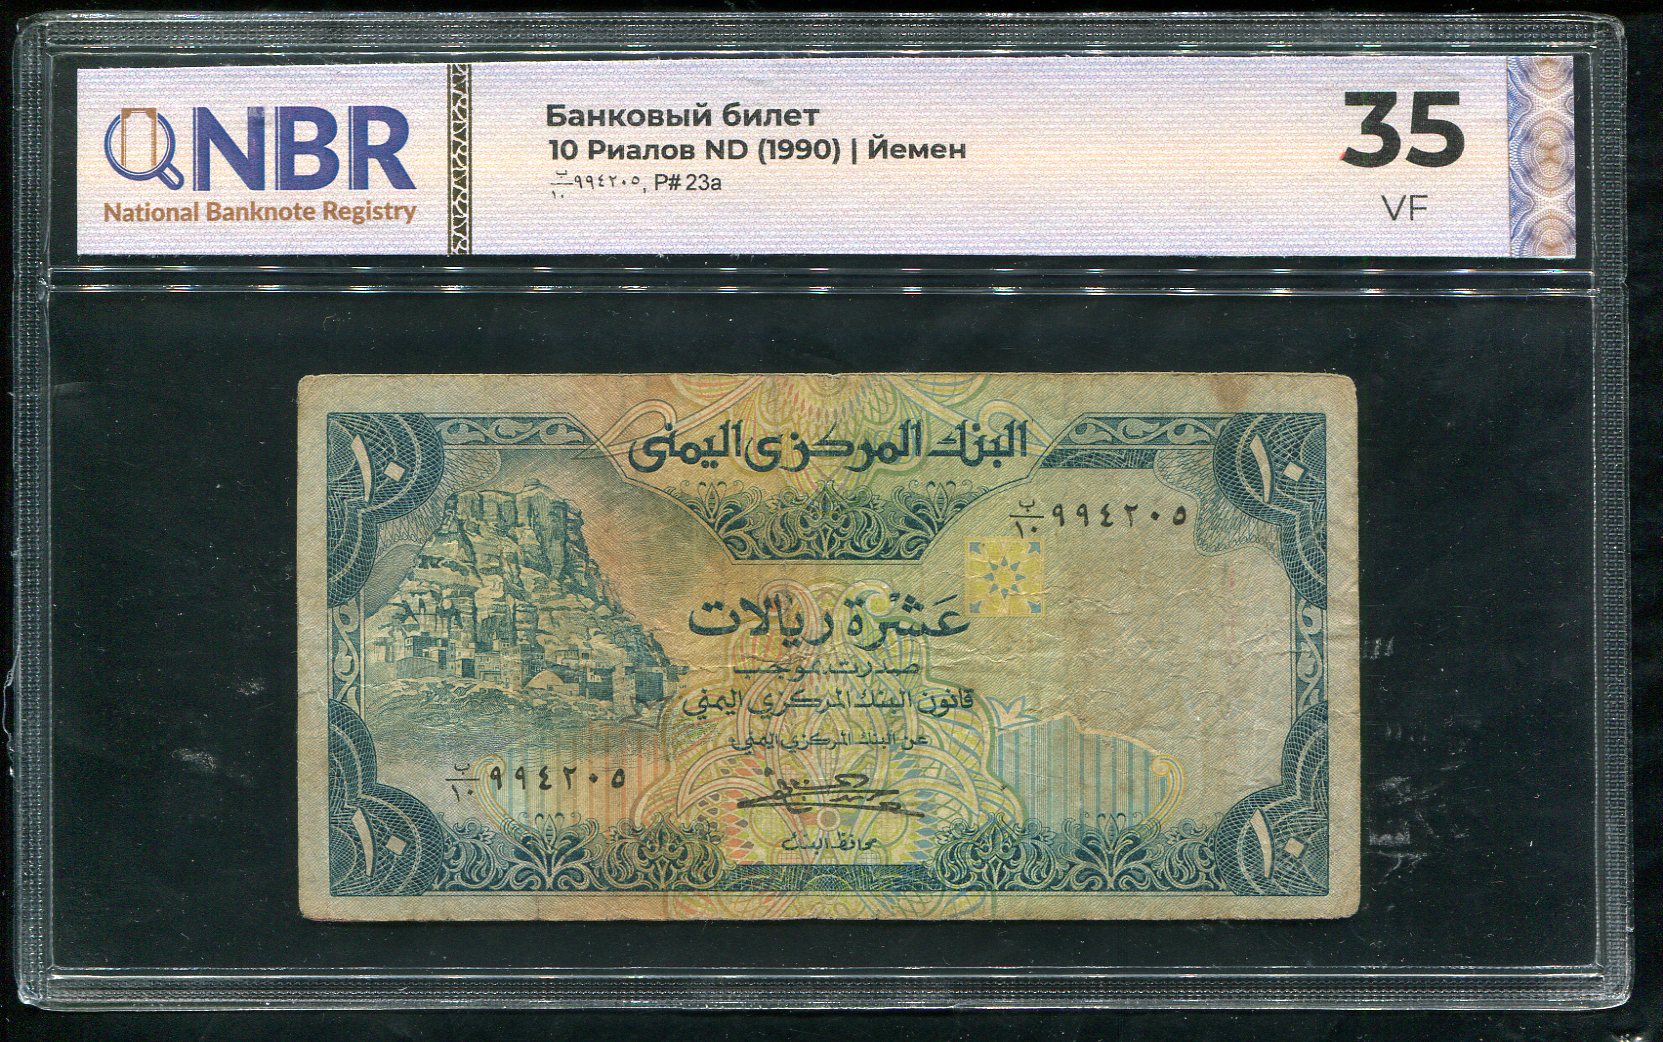 NBR
National Banknote Registry
Банковый билет
10 Риалов ND (1990) | Йемен
ب/١٠ ٩٩٤٢٠٥, P# 23a
35
VF
البنك المركزي اليمني
١٠
١٠
ب/١٠ ٩٩٤٢٠٥
عَشْرَة ريالات
صدرت بموجب
قانون البنك المركزي اليمني
عن البنك المركزي اليمني
ب/١٠ ٩٩٤٢٠٥
محافظ البنك
١٠
١٠